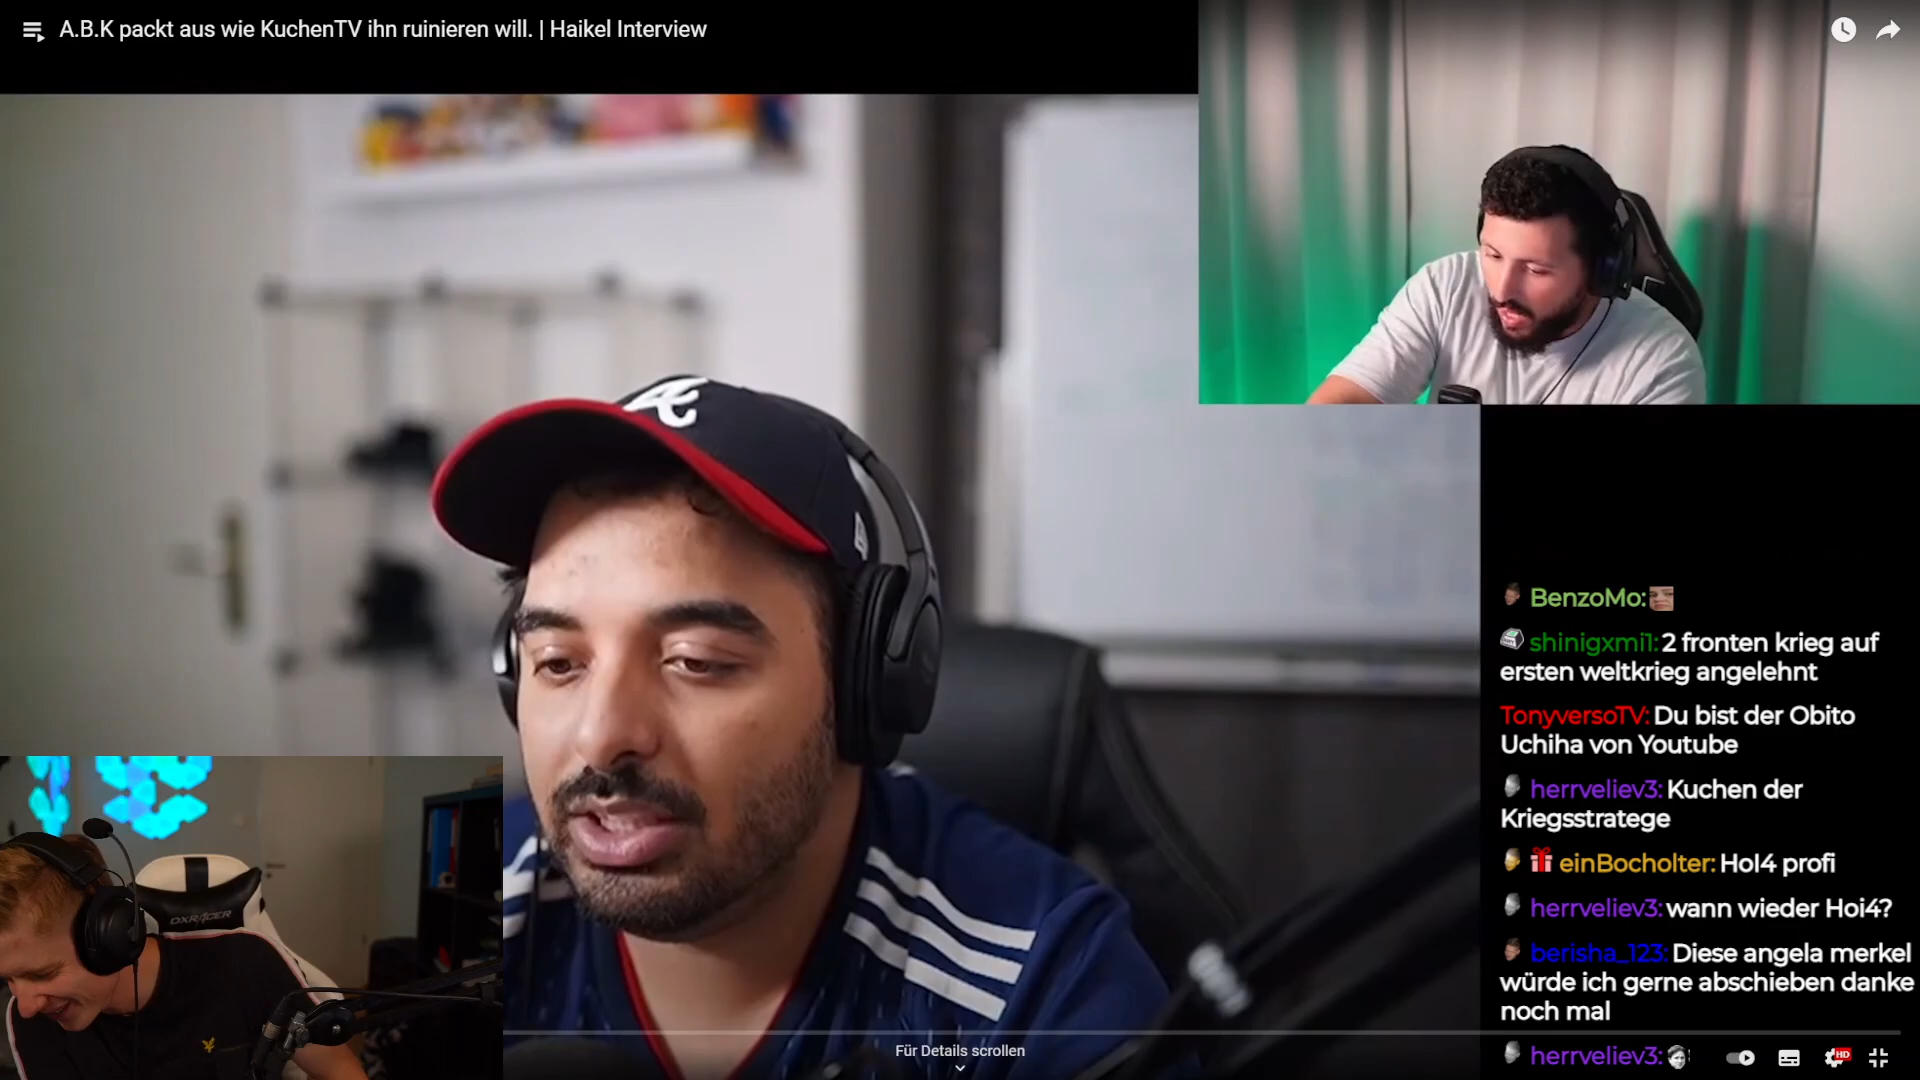 A.B.K packt aus wie KuchenTV ihn ruinieren will. | Haikel Interview
BenzoMo:
shinigxmi1: 2 fronten krieg auf
ersten weltkrieg angelehnt
TonyversoTV: Du bist der Obito
Uchiha von Youtube
herrveliev3: Kuchen der
Kriegsstratege
einBocholter: HoI4 profi
herrveliev3: wann wieder Hoi4?
berisha_123: Diese angela merkel
würde ich gerne abschieben danke
noch mal
herrveliev3:
DXRACER
Für Details scrollen
HD